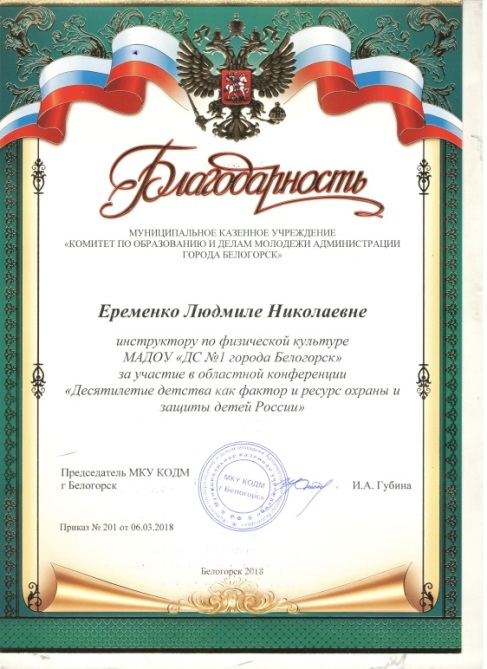 Благодарность
МУНИЦИПАЛЬНОЕ КАЗЕННОЕ УЧРЕЖДЕНИЕ
«КОМИТЕТ ПО ОБРАЗОВАНИЮ И ДЕЛАМ МОЛОДЕЖИ АДМИНИСТРАЦИИ
ГОРОДА БЕЛОГОРСК»
Еременко Людмиле Николаевне
инструктору по физической культуре
МАДОУ «ДС №1 города Белогорск»
за участие в областной конференции
«Десятилетие детства как фактор и ресурс охраны и
защиты детей России»
Председатель МКУ КОДМ
г Белогорск
МКУ КОДМ
г Белогорск
И.А. Губина
Приказ № 201 от 06.03.2018
Белогорск 2018